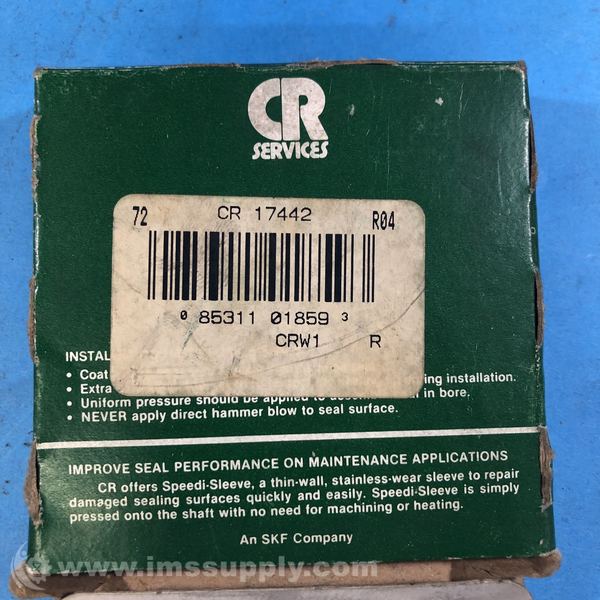 CR
SERVICES
72 CR 17442 R04
0 85311 01859 3
CRW1 R
INSTAL
• Coat ing installation.
• Extra
• Uniform pressure should be applied to in bore.
• NEVER apply direct hammer blow to seal surface.
IMPROVE SEAL PERFORMANCE ON MAINTENANCE APPLICATIONS
CR offers Speedi-Sleeve, a thin-wall, stainless-wear sleeve to repair
damaged sealing surfaces quickly and easily. Speedi-Sleeve is simply
pressed onto the shaft with no need for machining or heating.
An SKF Company
www.imssupply.com